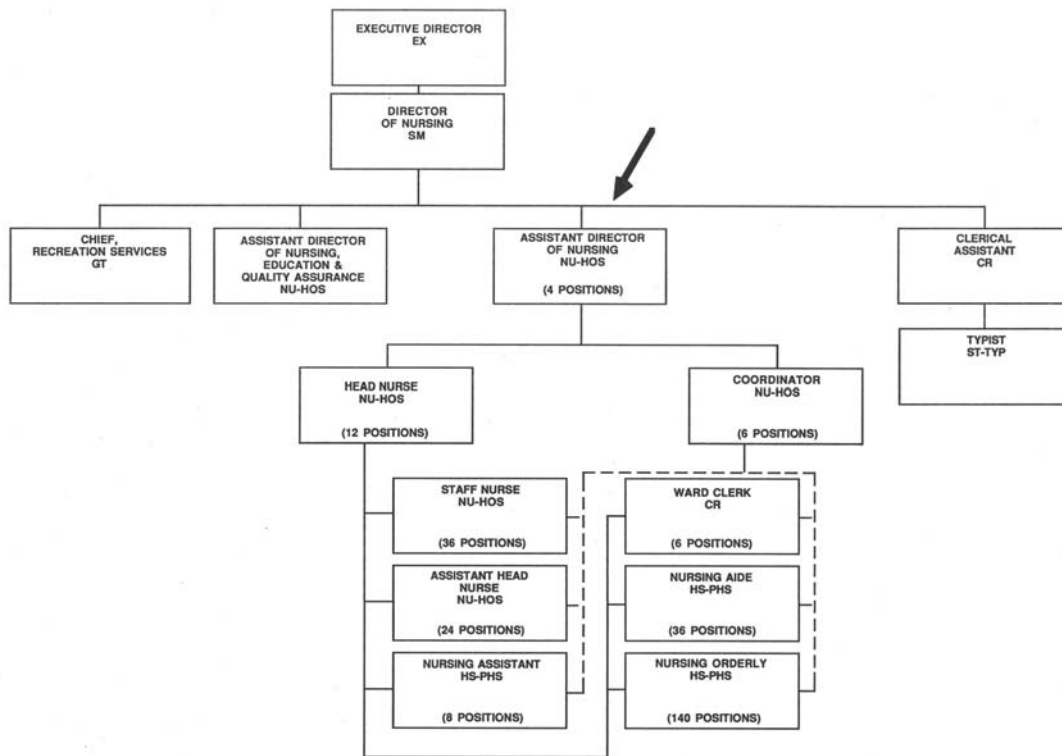 EXECUTIVE DIRECTOR
EX
DIRECTOR
OF NURSING
SM
CHIEF,
RECREATION SERVICES
GT
ASSISTANT DIRECTOR
OF NURSING,
EDUCATION &
QUALITY ASSURANCE
NU-HOS
ASSISTANT DIRECTOR
OF NURSING
NU-HOS
(4 POSITIONS)
CLERICAL
ASSISTANT
CR
TYPIST
ST-TYP
HEAD NURSE
NU-HOS
(12 POSITIONS)
COORDINATOR
NU-HOS
(6 POSITIONS)
STAFF NURSE
NU-HOS
(36 POSITIONS)
WARD CLERK
CR
(6 POSITIONS)
ASSISTANT HEAD
NURSE
NU-HOS
(24 POSITIONS)
NURSING AIDE
HS-PHS
(36 POSITIONS)
NURSING ASSISTANT
HS-PHS
(8 POSITIONS)
NURSING ORDERLY
HS-PHS
(140 POSITIONS)